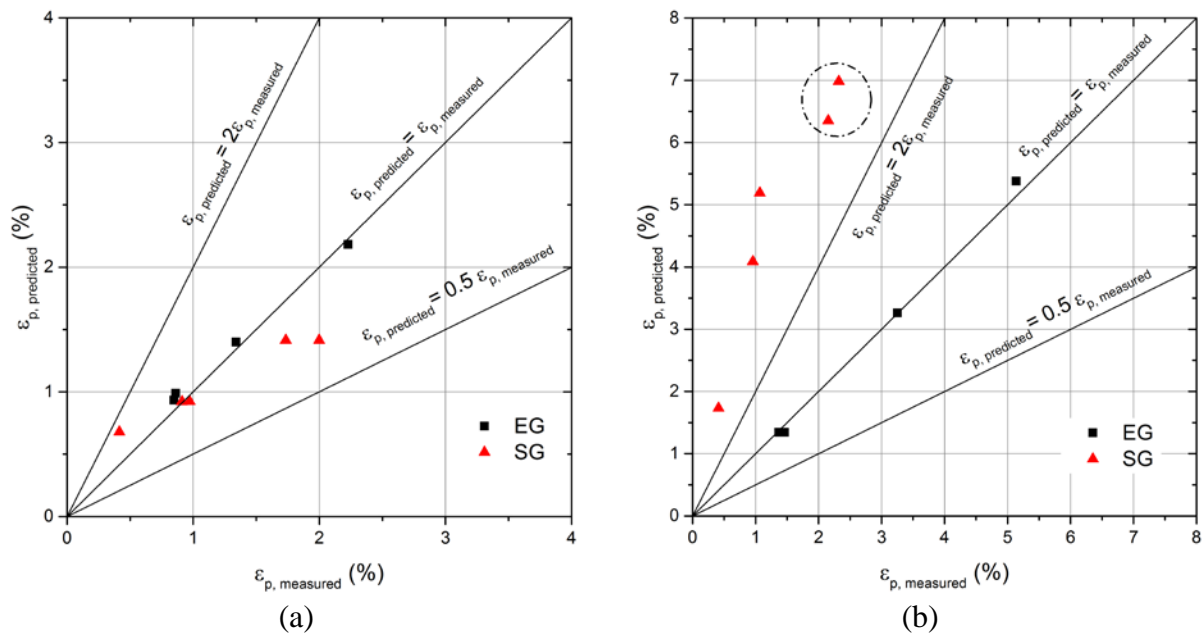 4
3
2
1
0
0 1 2 3 4
εp, predicted (%)
εp, measured (%)
εp, predicted = 2εp, measured
εp, predicted = εp, measured
εp, predicted = 0.5 εp, measured
EG
SG
(a)
8
7
6
5
4
3
2
1
0
0 1 2 3 4 5 6 7 8
εp, predicted (%)
εp, measured (%)
εp, predicted = 2εp, measured
εp, predicted = εp, measured
εp, predicted = 0.5 εp, measured
EG
SG
(b)